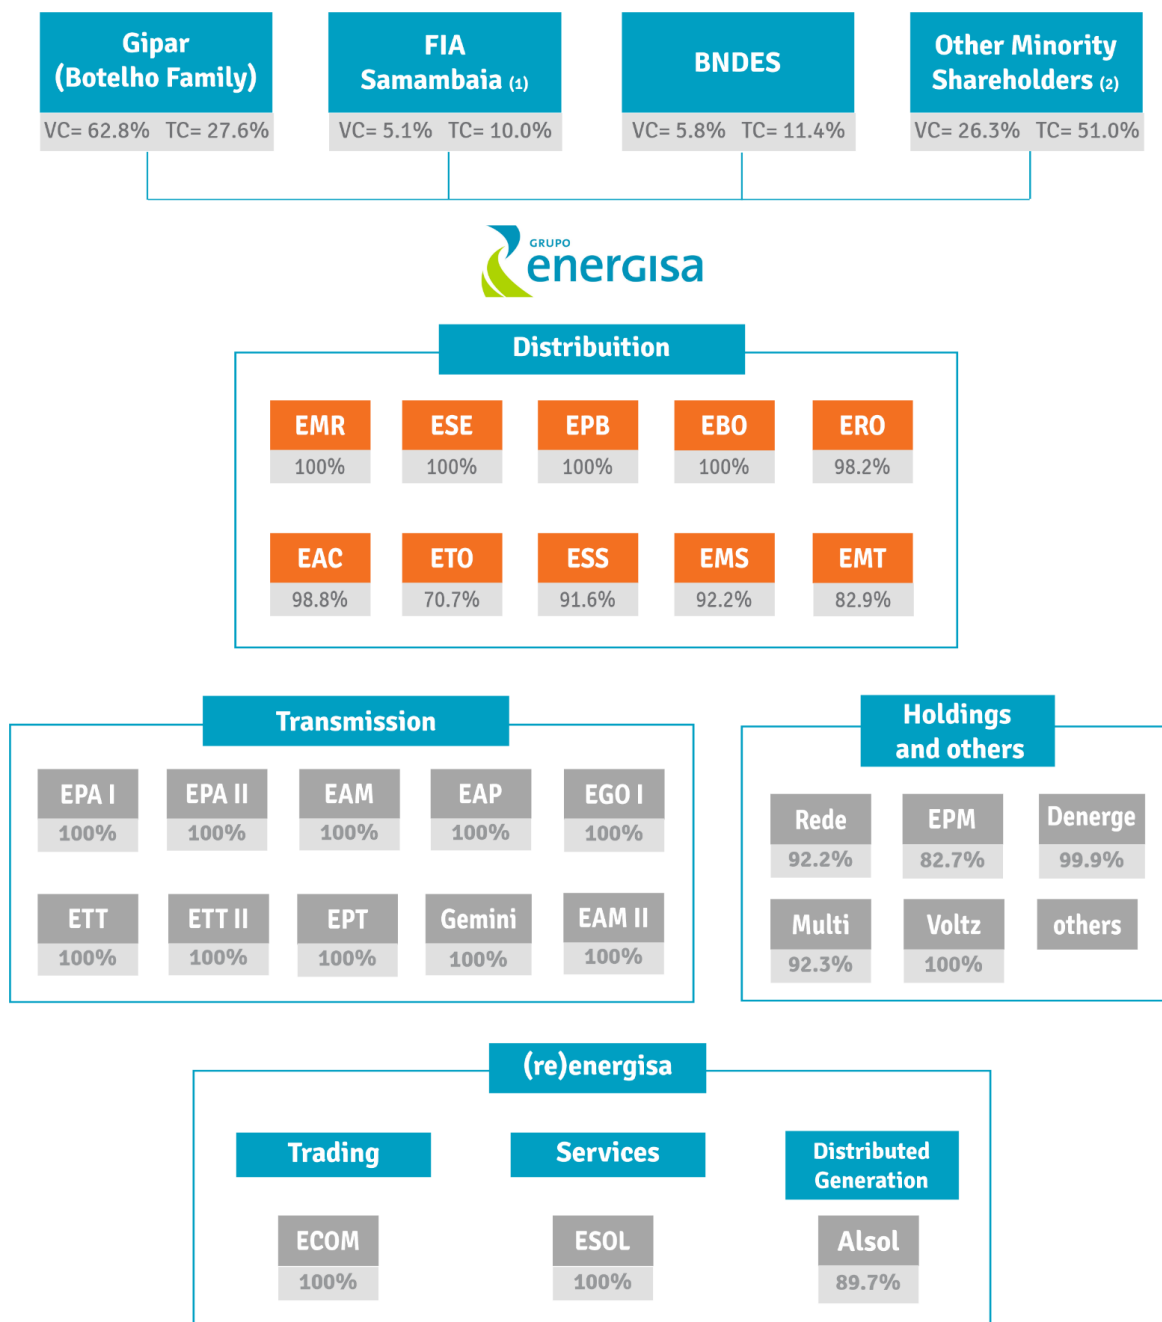 Gipar
(Botelho Family)
VC= 62.8% TC= 27.6%
FIA
Samambaia (1)
VC= 5.1% TC= 10.0%
BNDES
VC= 5.8% TC= 11.4%
Other Minority
Shareholders (2)
VC= 26.3% TC= 51.0%
GRUPO
energisa
Distribuition
EMR ESE EPB EBO ERO
100% 100% 100% 100% 98.2%
EAC ETO ESS EMS EMT
98.8% 70.7% 91.6% 92.2% 82.9%
Transmission
EPA I EPA II EAM EAP EGO I
100% 100% 100% 100% 100%
ETT ETT II EPT Gemini EAM II
100% 100% 100% 100% 100%
Holdings
and others
Rede EPM Denerge
92.2% 82.7% 99.9%
Multi Voltz others
92.3% 100%
(re)energisa
Trading
ECOM
100%
Services
ESOL
100%
Distributed
Generation
Alsol
89.7%